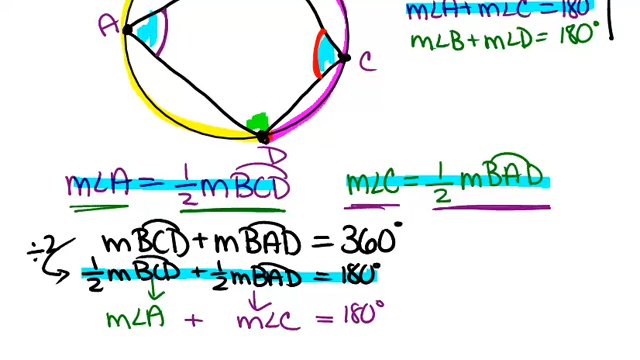 m∠A + m∠C = 180°
m∠B + m∠D = 180°
A
C
D
m∠A = 1/2 mBCD
m∠C = 1/2 mBAD
÷2
mBCD + mBAD = 360°
1/2 mBCD + 1/2 mBAD = 180°
m∠A + m∠C = 180°